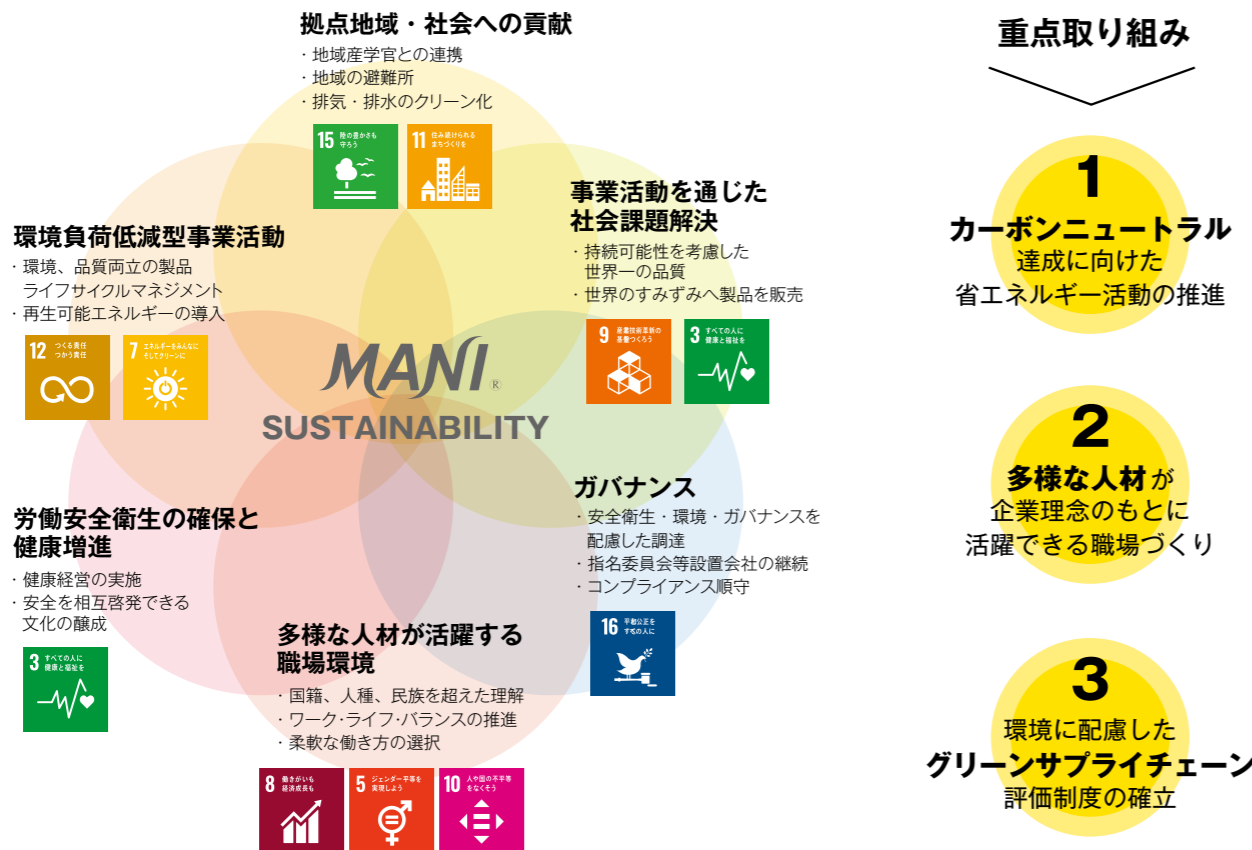 拠点地域・社会への貢献
・地域産学官との連携
・地域の避難所
・排気・排水のクリーン化
15 陸の豊かさも
守ろう
11 住み続けられる
まちづくりを
事業活動を通じた
社会課題解決
・持続可能性を考慮した
世界一の品質
・世界のすみずみへ製品を販売
9 産業と技術革新の
基盤をつくろう
3 すべての人に
健康と福祉を
環境負荷低減型事業活動
・環境、品質両立の製品
ライフサイクルマネジメント
・再生可能エネルギーの導入
12 つくる責任
つかう責任
7 エネルギーをみんなに
そしてクリーンに
MANI®
SUSTAINABILITY
ガバナンス
・安全衛生・環境・ガバナンスを
配慮した調達
・指名委員会等設置会社の継続
・コンプライアンス順守
16 平和と公正を
すべての人に
労働安全衛生の確保と
健康増進
・健康経営の実施
・安全を相互啓発できる
文化の醸成
3 すべての人に
健康と福祉を
多様な人材が活躍する
職場環境
・国籍、人種、民族を超えた理解
・ワーク・ライフ・バランスの推進
・柔軟な働き方の選択
8 働きがいも
経済成長も
5 ジェンダー平等を
実現しよう
10 人や国の不平等
をなくそう
重点取り組み
1
カーボンニュートラル
達成に向けた
省エネルギー活動の推進
2
多様な人材が
企業理念のもとに
活躍できる職場づくり
3
環境に配慮した
グリーンサプライチェーン
評価制度の確立